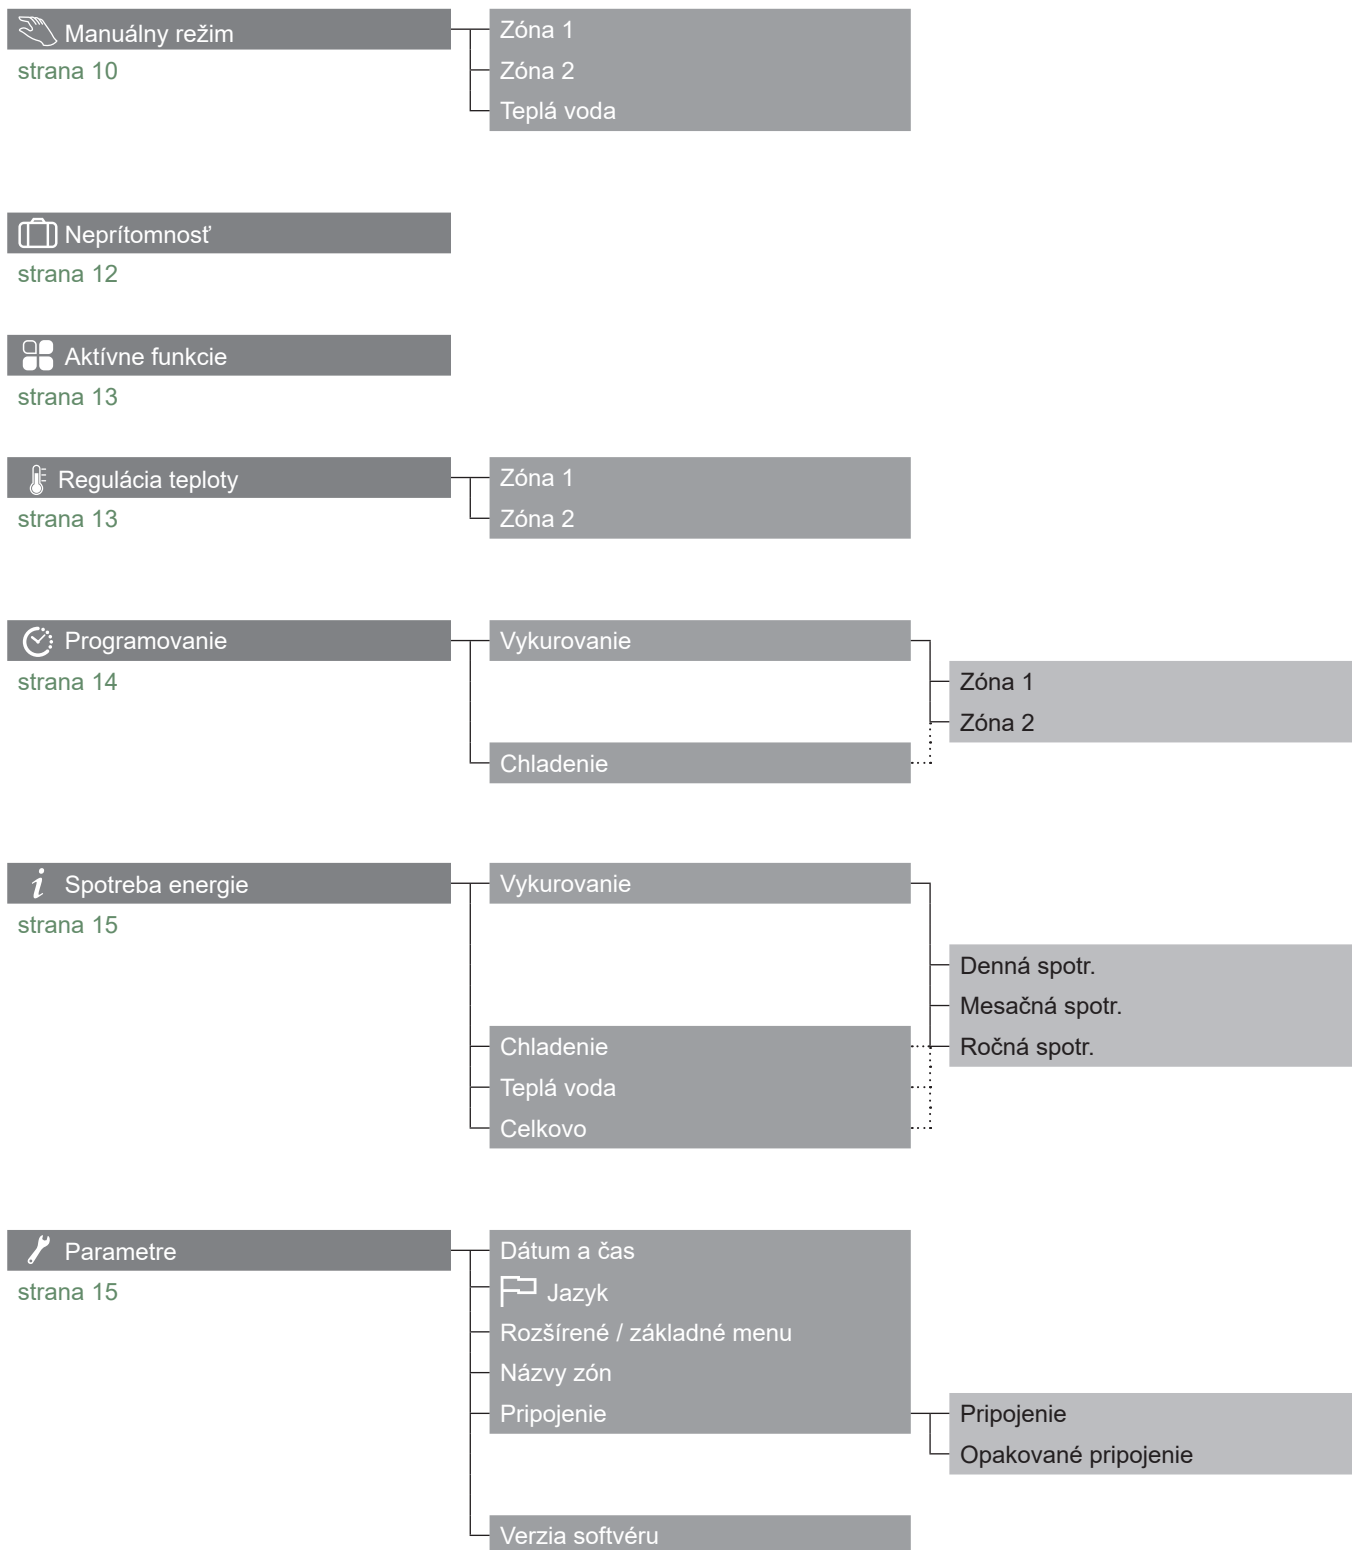 Manuálny režim
strana 10
Zóna 1
Zóna 2
Teplá voda
Neprítomnosť
strana 12
Aktívne funkcie
strana 13
Regulácia teploty
strana 13
Zóna 1
Zóna 2
Programovanie
strana 14
Vykurovanie
Zóna 1
Zóna 2
Chladenie
Spotreba energie
strana 15
Vykurovanie
Denná spotr.
Mesačná spotr.
Ročná spotr.
Chladenie
Teplá voda
Celkovo
Parametre
strana 15
Dátum a čas
Jazyk
Rozšírené / základné menu
Názvy zón
Pripojenie
Pripojenie
Opakované pripojenie
Verzia softvéru